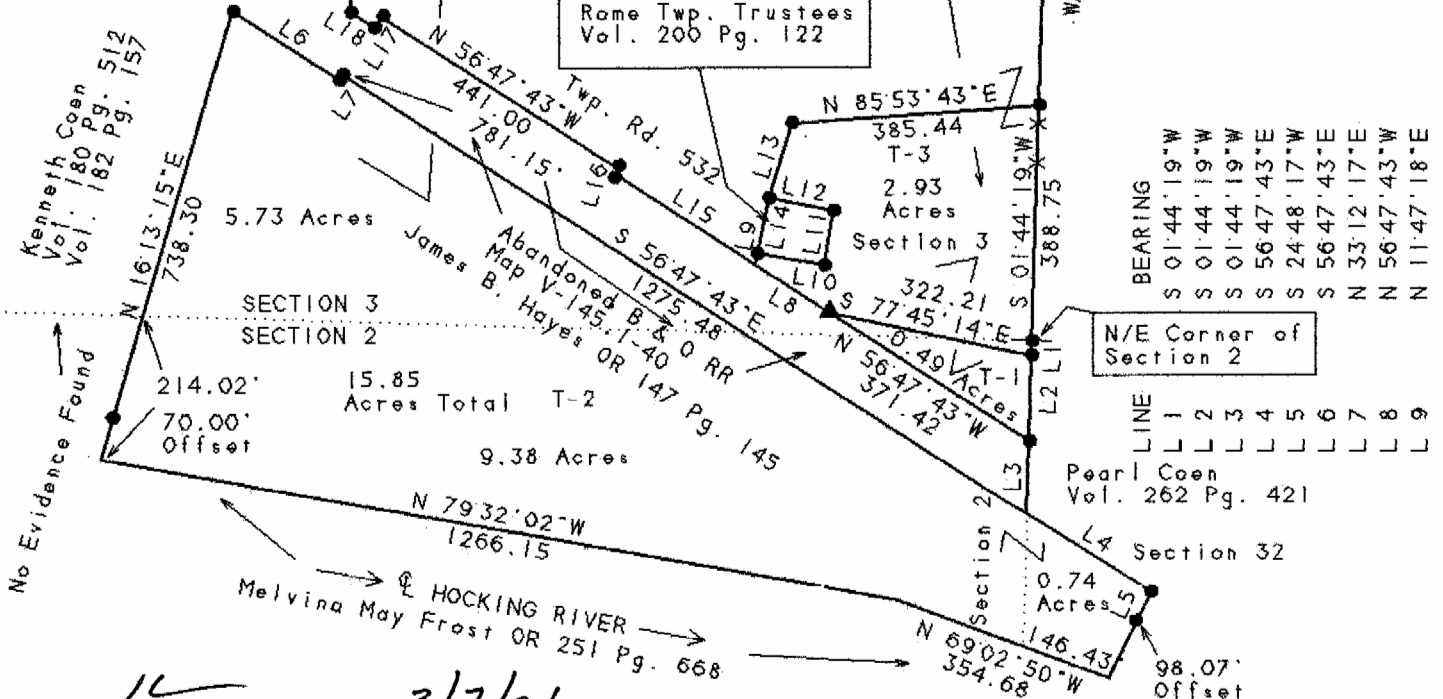 Rome Twp. Trustees
Vol. 200 Pg. 122
L18
L17
L6
L7
N 56°47'43"W
441.00
781.15'
Twp. Rd. 532
Kenneth Coen
Vol. 180 Pg. 512
Vol. 182 Pg. 157
N 16°13'15"E
738.30
5.73 Acres
L16
L15
L13
L12
L14
L11
L9
L10
L8
N 85°53'43"E
385.44
T-3
2.93
Acres
Section 3
S 01°44'19"W
388.75
322.21
S 77°45'14"E
0.49
Acres
T-1
L1
L2
L3
N/E Corner of
Section 2
S 56°47'43"E
1275.48
N 56°47'43"W
371.42
Abandoned B & O RR
Map V-145.1-40
James B. Hayes OR 147 Pg. 145
SECTION 3
SECTION 2
15.85
Acres Total T-2
9.38 Acres
214.02'
70.00'
Offset
No Evidence Found
N 79°32'02"W
1266.15
℄ HOCKING RIVER
Melvina May Frost OR 251 Pg. 668
Pearl Coen
Vol. 262 Pg. 421
L4
Section 32
Section 2
0.74
Acres
L5
146.43
N 69°02'50"W
354.68
98.07'
Offset
LINE BEARING
L 1 S 01°44'19"W
L 2 S 01°44'19"W
L 3 S 01°44'19"W
L 4 S 56°47'43"E
L 5 S 24°48'17"W
L 6 S 56°47'43"E
L 7 N 33°12'17"E
L 8 N 56°47'43"W
L 9 N 11°47'18"E